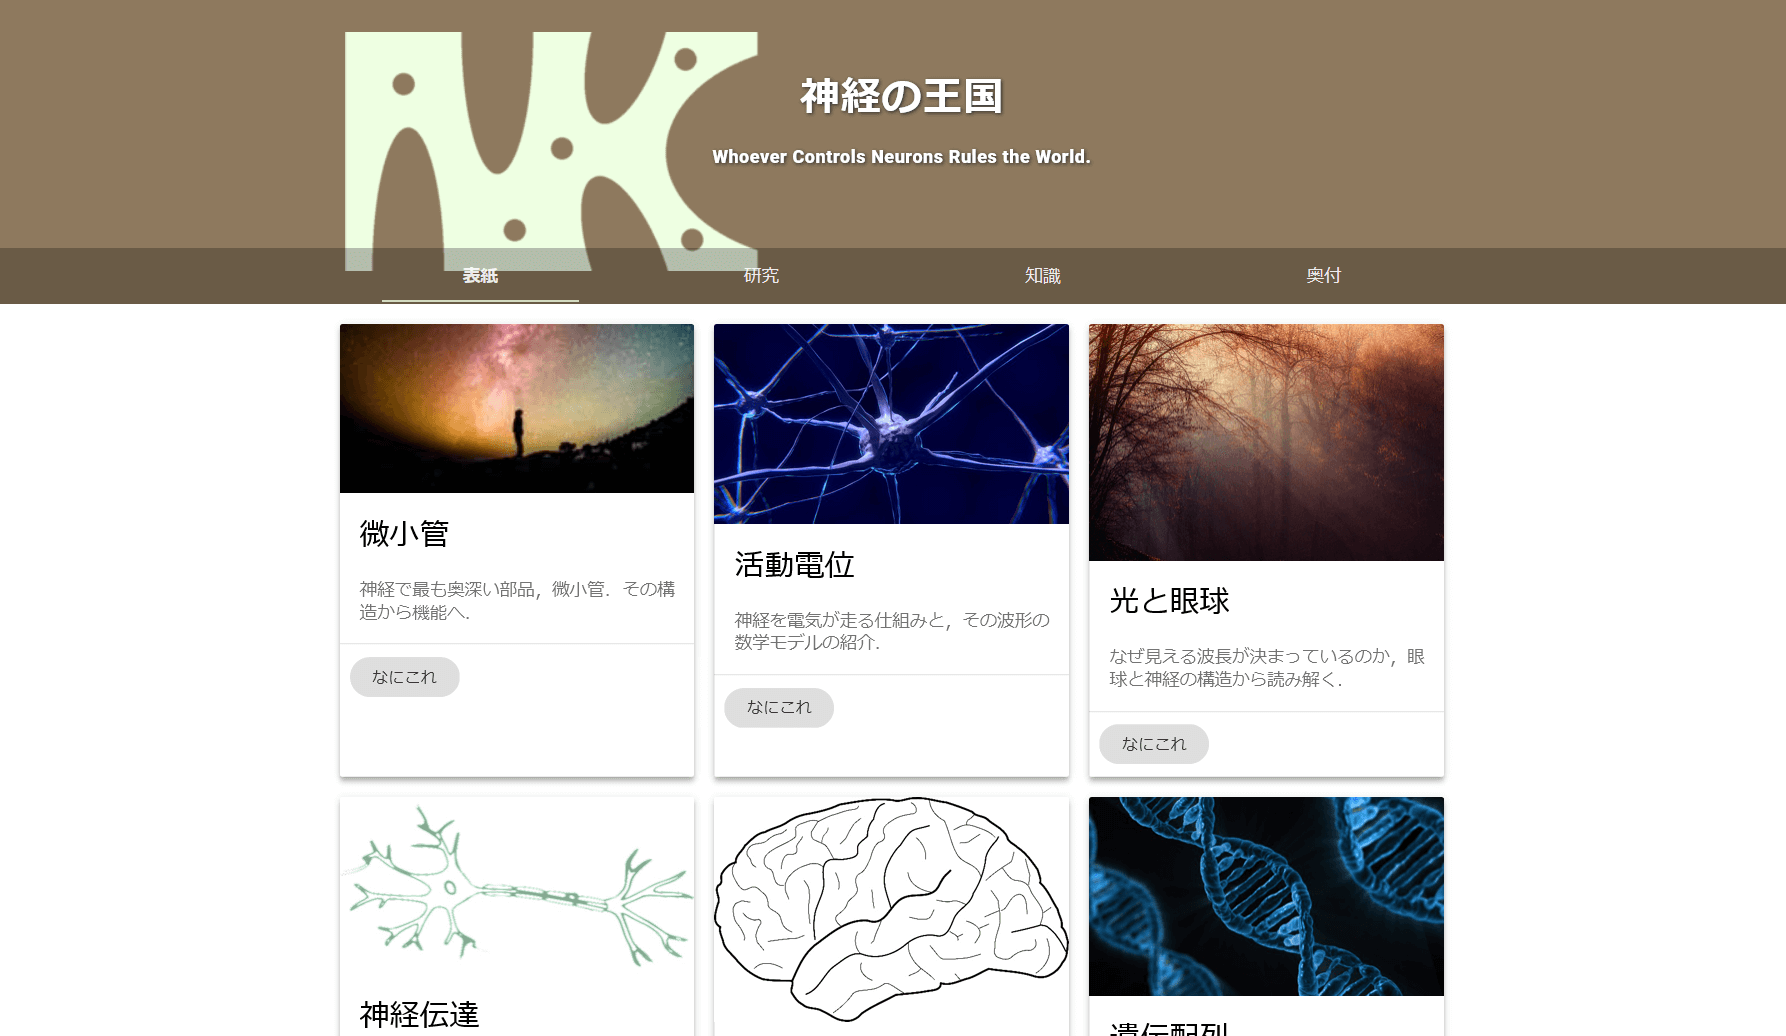 神経の王国
Whoever Controls Neurons Rules the World.
表紙
研究
知識
奥付
微小管
神経で最も奥深い部品，微小管．その構
造から機能へ．
なにこれ
活動電位
神経を電気が走る仕組みと，その波形の
数学モデルの紹介．
なにこれ
光と眼球
なぜ見える波長が決まっているのか，眼
球と神経の構造から読み解く．
なにこれ
神経伝達
遺伝配列